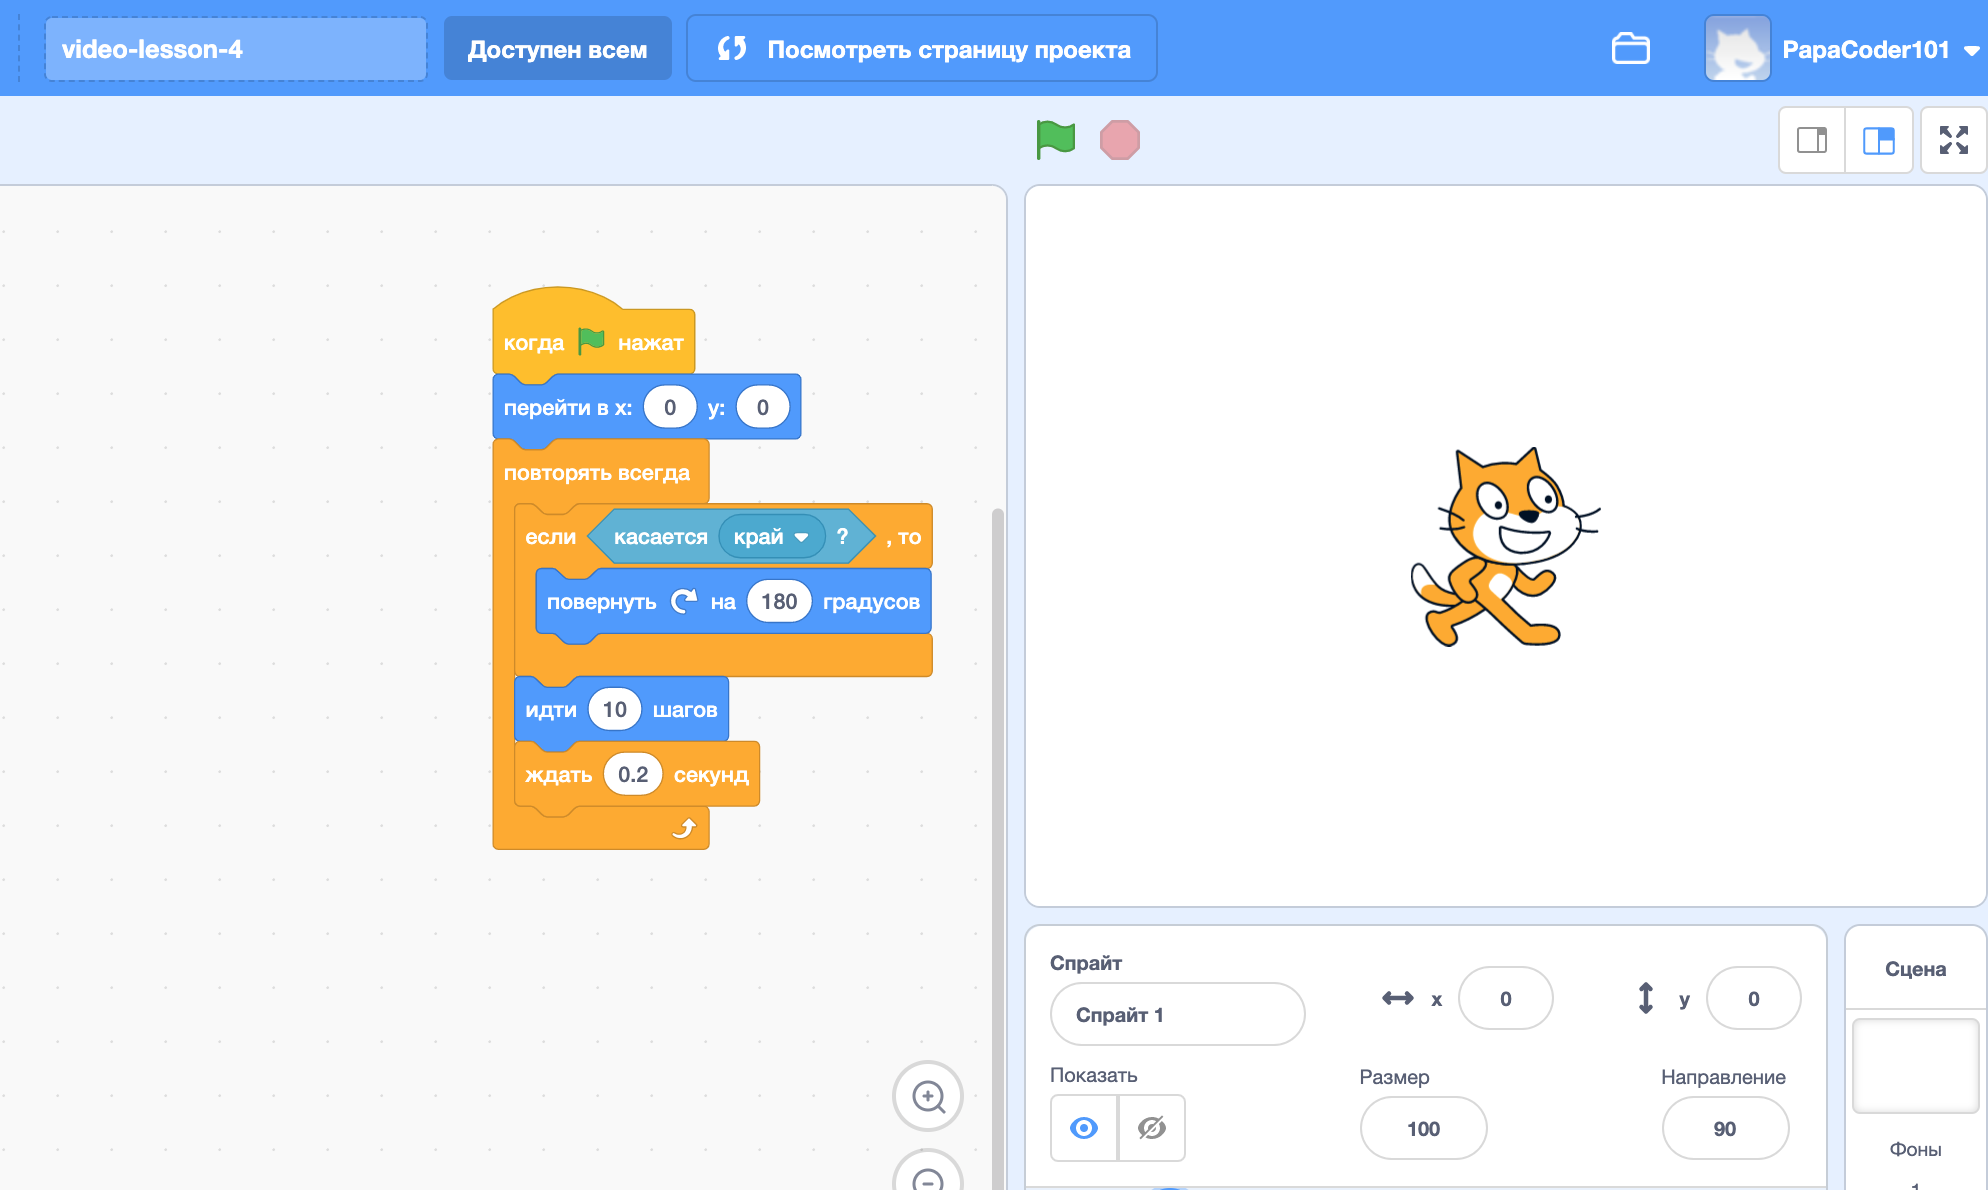 video-lesson-4
Доступен всем
Посмотреть страницу проекта
PapaCoder101
когда нажат
перейти в x: 0 y: 0
повторять всегда
если касается край ? , то
повернуть на 180 градусов
идти 10 шагов
ждать 0.2 секунд
Спрайт
Спрайт 1
x 0
y 0
Показать
Размер
100
Направление
90
Сцена
Фоны
1